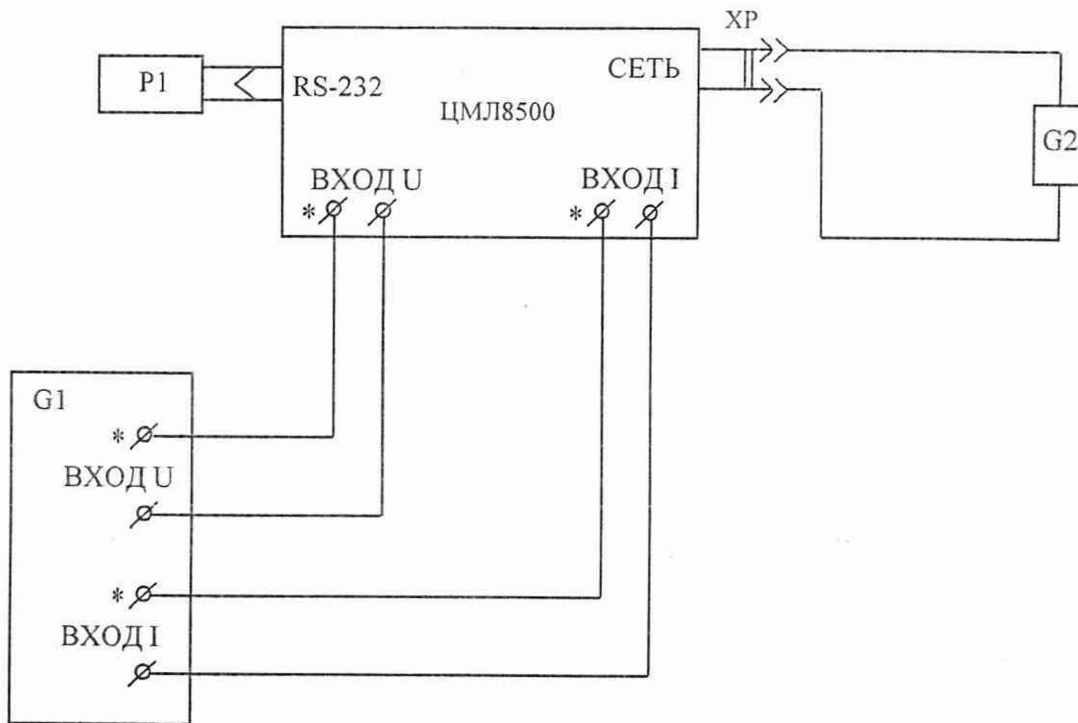 XP
P1
RS-232
СЕТЬ
ЦМЛ8500
G2
ВХОД U
ВХОД I
*
*
G1
*
ВХОД U
*
ВХОД I